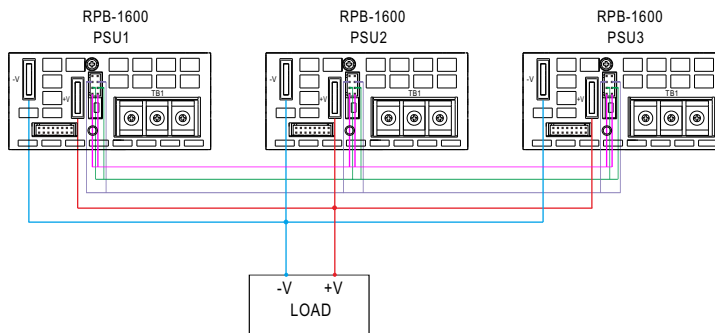 RPB-1600
PSU1
RPB-1600
PSU2
RPB-1600
PSU3
-V
+V
TB1
-V
+V
TB1
-V
+V
TB1
-V +V
LOAD